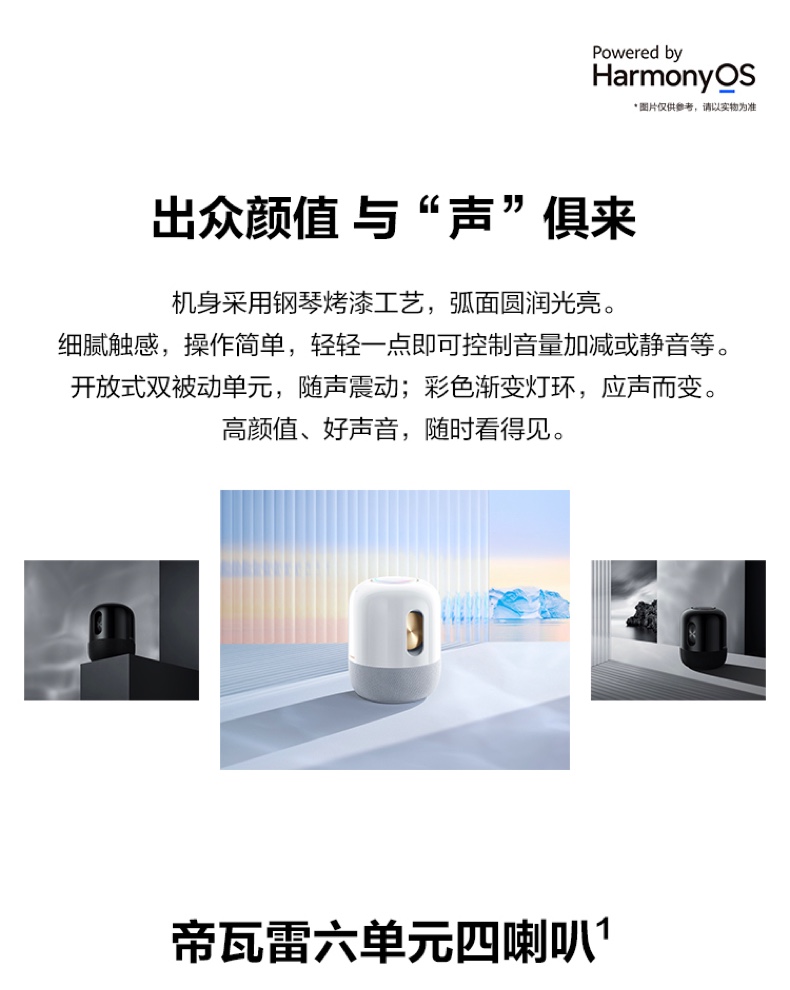 Powered by
HarmonyOS
*图片仅供参考，请以实物为准
出众颜值 与“声”俱来
机身采用钢琴烤漆工艺，弧面圆润光亮。
细腻触感，操作简单，轻轻一点即可控制音量加减或静音等。
开放式双被动单元，随声震动；彩色渐变灯环，应声而变。
高颜值、好声音，随时看得见。
帝瓦雷六单元四喇叭1